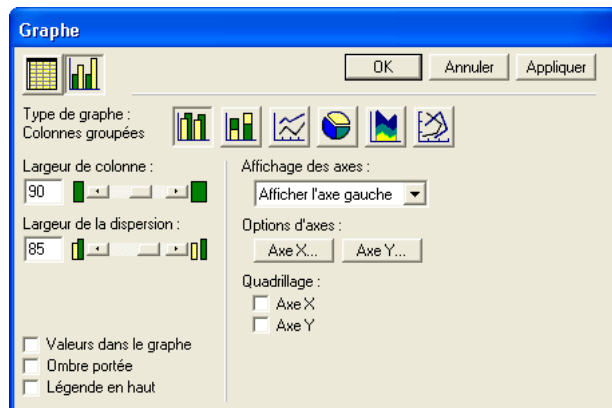 Graphe
OK Annuler Appliquer
Type de graphe :
Colonnes groupées
Largeur de colonne :
90
Largeur de la dispersion :
85
Valeurs dans le graphe
Ombre portée
Légende en haut
Affichage des axes :
Afficher l'axe gauche
Options d'axes :
Axe X... Axe Y...
Quadrillage :
Axe X
Axe Y